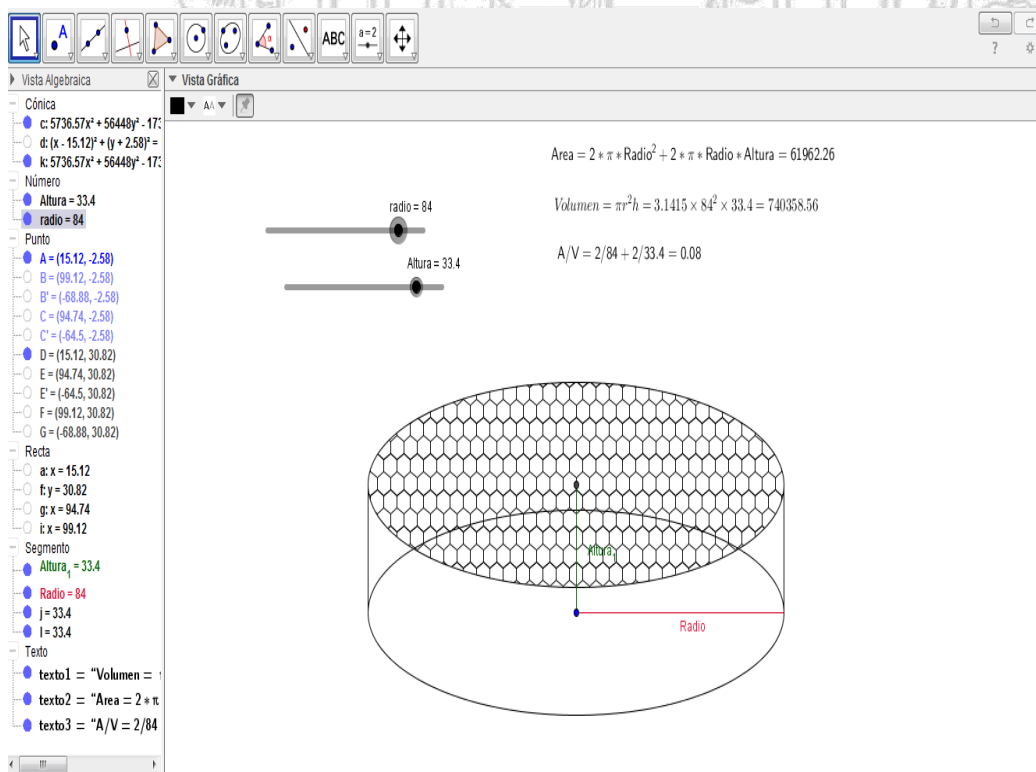 A
ABC
a=2
?
Vista Algebraica
Vista Gráfica
Cónica
c: 5736.57x² + 56448y² - 173
d: (x - 15.12)² + (y + 2.58)² =
k: 5736.57x² + 56448y² - 173
Número
Altura = 33.4
radio = 84
Punto
A = (15.12, -2.58)
B = (99.12, -2.58)
B' = (-68.88, -2.58)
C = (94.74, -2.58)
C' = (-64.5, -2.58)
D = (15.12, 30.82)
E = (94.74, 30.82)
E' = (-64.5, 30.82)
F = (99.12, 30.82)
G = (-68.88, 30.82)
Recta
a: x = 15.12
f: y = 30.82
g: x = 94.74
i: x = 99.12
Segmento
Altura₁ = 33.4
Radio = 84
j = 33.4
l = 33.4
Texto
texto1 = “Volumen =
texto2 = “Area = 2 ∗ π
texto3 = “A/V = 2/84
AA
Area = 2 ∗ π ∗ Radio² + 2 ∗ π ∗ Radio ∗ Altura = 61962.26
radio = 84
Volumen = πr²h = 3.1415 × 84² × 33.4 = 740358.56
A/V = 2/84 + 2/33.4 = 0.08
Altura = 33.4
Altura₁
Radio